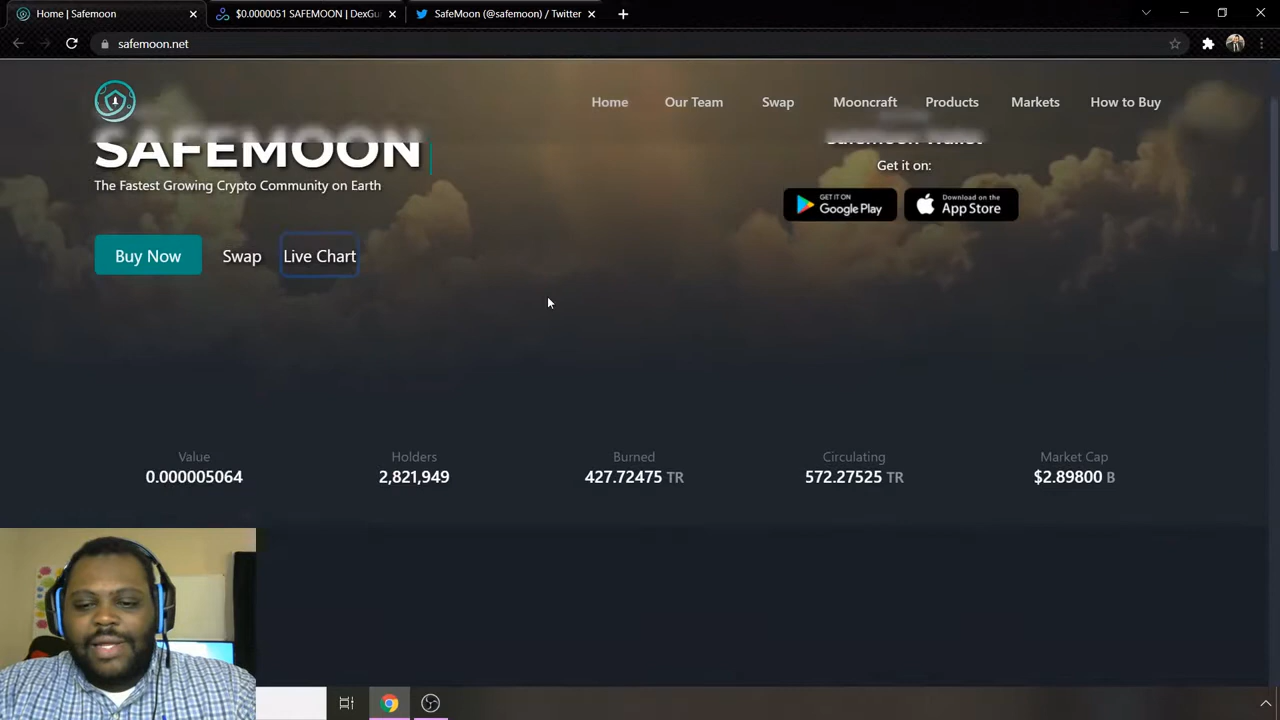 Home | Safemoon
$0.0000051 SAFEMOON | DexGu
SafeMoon (@safemoon) / Twitter
safemoon.net
Home
Our Team
Swap
Mooncraft
Products
Markets
How to Buy
SAFEMOON
The Fastest Growing Crypto Community on Earth
Safemoon Wallet
Get it on:
GET IT ON
Google Play
Download on the
App Store
Buy Now
Swap
Live Chart
Value
0.000005064
Holders
2,821,949
Burned
427.72475 TR
Circulating
572.27525 TR
Market Cap
$2.89800 B